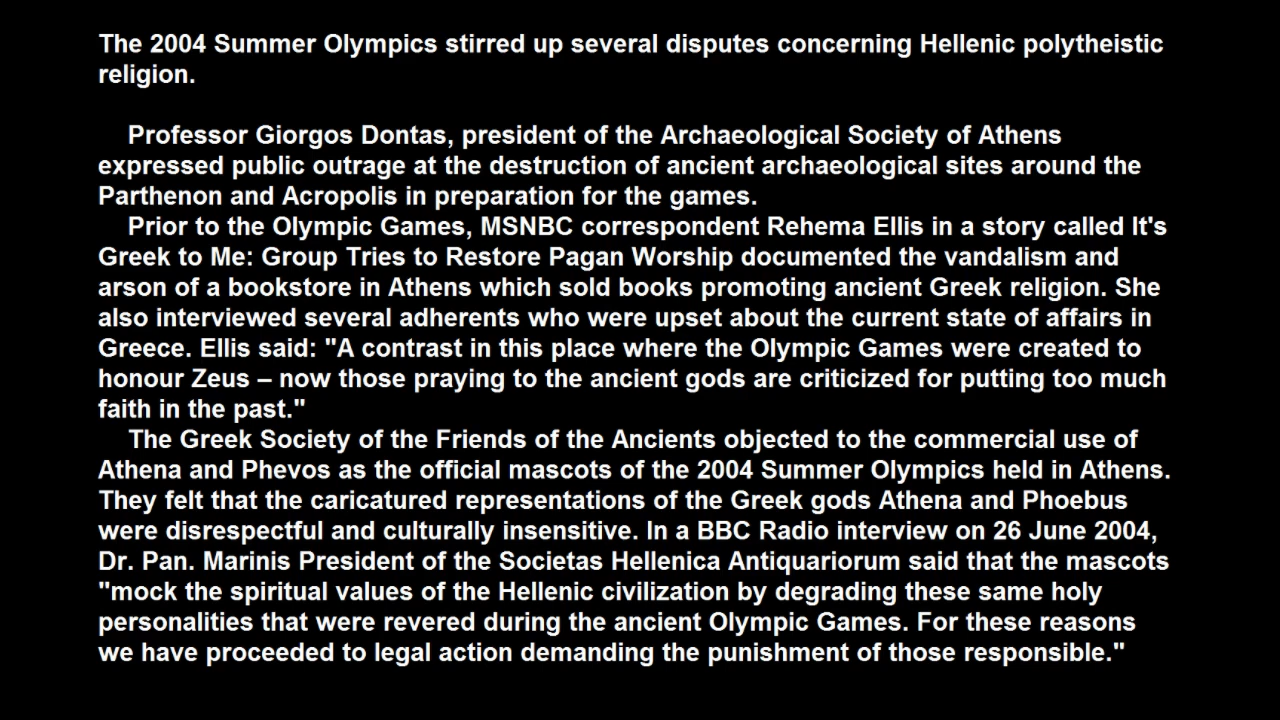 The 2004 Summer Olympics stirred up several disputes concerning Hellenic polytheistic
religion.
Professor Giorgos Dontas, president of the Archaeological Society of Athens
expressed public outrage at the destruction of ancient archaeological sites around the
Parthenon and Acropolis in preparation for the games.
Prior to the Olympic Games, MSNBC correspondent Rehema Ellis in a story called It's
Greek to Me: Group Tries to Restore Pagan Worship documented the vandalism and
arson of a bookstore in Athens which sold books promoting ancient Greek religion. She
also interviewed several adherents who were upset about the current state of affairs in
Greece. Ellis said: "A contrast in this place where the Olympic Games were created to
honour Zeus – now those praying to the ancient gods are criticized for putting too much
faith in the past."
The Greek Society of the Friends of the Ancients objected to the commercial use of
Athena and Phevos as the official mascots of the 2004 Summer Olympics held in Athens.
They felt that the caricatured representations of the Greek gods Athena and Phoebus
were disrespectful and culturally insensitive. In a BBC Radio interview on 26 June 2004,
Dr. Pan. Marinis President of the Societas Hellenica Antiquariorum said that the mascots
"mock the spiritual values of the Hellenic civilization by degrading these same holy
personalities that were revered during the ancient Olympic Games. For these reasons
we have proceeded to legal action demanding the punishment of those responsible."